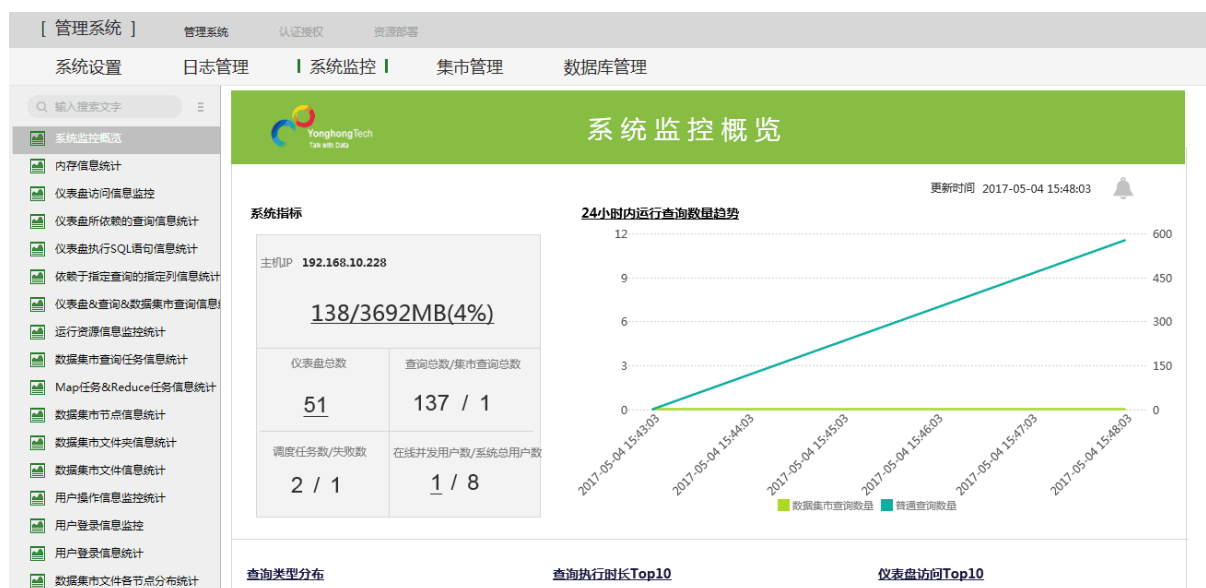 [ 管理系统 ] 管理系统 认证授权 资源部署
系统设置 日志管理 系统监控 集市管理 数据库管理
输入搜索文字
系统监控概览
内存信息统计
仪表盘访问信息监控
仪表盘所依赖的查询信息统计
仪表盘执行SQL语句信息统计
依赖于指定查询的指定列信息统计
仪表盘&查询&数据集市查询信息
运行资源信息监控统计
数据集市查询任务信息统计
Map任务&Reduce任务信息统计
数据集市节点信息统计
数据集市文件夹信息统计
数据集市文件信息统计
用户操作信息监控统计
用户登录信息监控
用户登录信息统计
数据集市文件各节点分布统计
YonghongTech
Talk with Data
系统监控概览
更新时间 2017-05-04 15:48:03
系统指标
主机IP 192.168.10.228
138/3692MB(4%)
仪表盘总数 查询总数/集市查询总数
51 137 / 1
调度任务数/失败数 在线并发用户数/系统总用户数
2 / 1 1 / 8
24小时内运行查询数量趋势
12 600
9 450
6 300
3 150
0 0
2017-05-04 15:43:03
2017-05-04 15:44:03
2017-05-04 15:45:03
2017-05-04 15:46:03
2017-05-04 15:47:03
2017-05-04 15:48:03
数据集市查询数量 普通查询数量
查询类型分布 查询执行时长Top10 仪表盘访问Top10